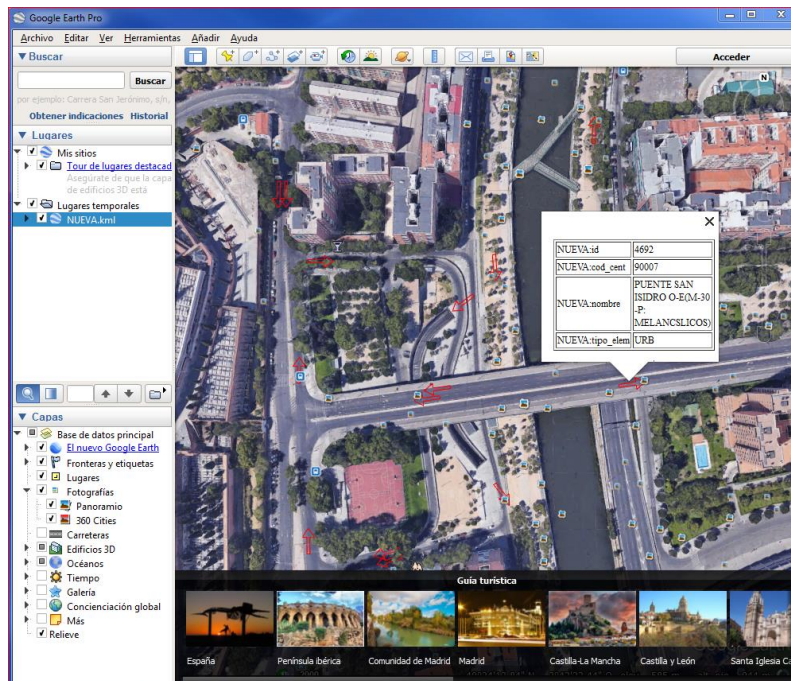 Google Earth Pro
Archivo Editar Ver Herramientas Añadir Ayuda
Buscar
Acceder
Buscar
por ejemplo: Carrera San Jerónimo, s/n,
Obtener indicaciones Historial
Lugares
Mis sitios
Tour de lugares destacad
Asegúrate de que la capa
de edificios 3D está
Lugares temporales
NUEVA.kml
N
NUEVA:id 4692
NUEVA:cod_cent 90007
NUEVA:nombre PUENTE SAN
ISIDRO O-E(M-30
-P:
MELANCSLICOS)
NUEVA:tipo_elem URB
Capas
Base de datos principal
El nuevo Google Earth
Fronteras y etiquetas
Lugares
Fotografías
Panoramio
360 Cities
Carreteras
Edificios 3D
Océanos
Tiempo
Galería
Concienciación global
Más
Relieve
Guía turística
España
Península ibérica
Comunidad de Madrid
Madrid
Castilla-La Mancha
Castilla y León
Santa Iglesia Ca